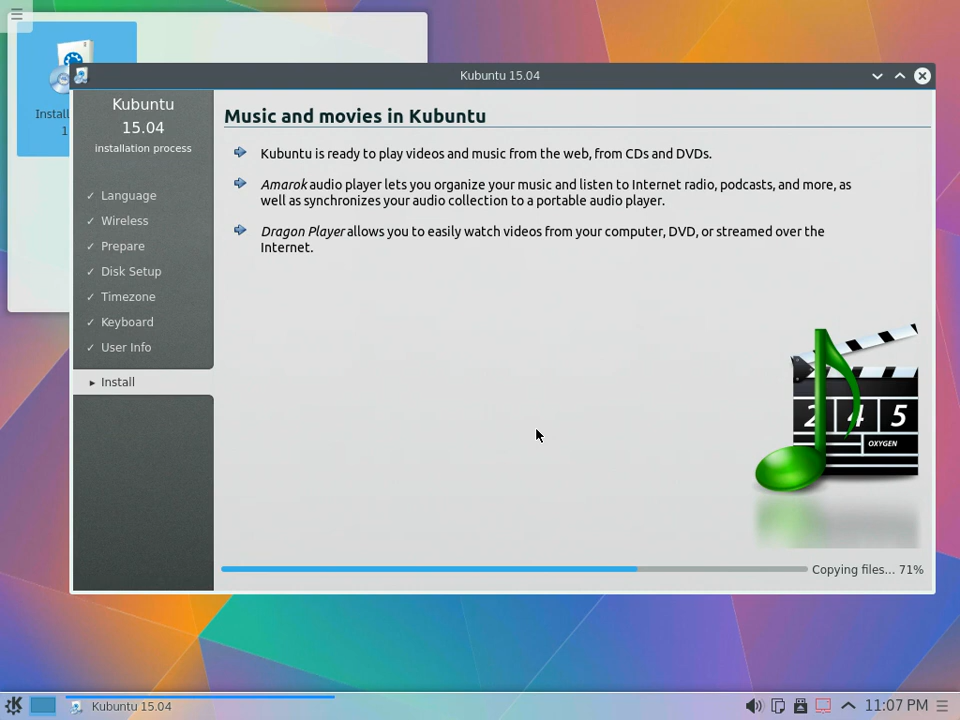 Install
1
Kubuntu 15.04
Kubuntu
15.04
installation process
✓ Language
✓ Wireless
✓ Prepare
✓ Disk Setup
✓ Timezone
✓ Keyboard
✓ User Info
▸ Install
Music and movies in Kubuntu
Kubuntu is ready to play videos and music from the web, from CDs and DVDs.
Amarok audio player lets you organize your music and listen to Internet radio, podcasts, and more, as
well as synchronizes your audio collection to a portable audio player.
Dragon Player allows you to easily watch videos from your computer, DVD, or streamed over the
Internet.
2 4 5
OXYGEN
Copying files... 71%
Kubuntu 15.04
11:07 PM